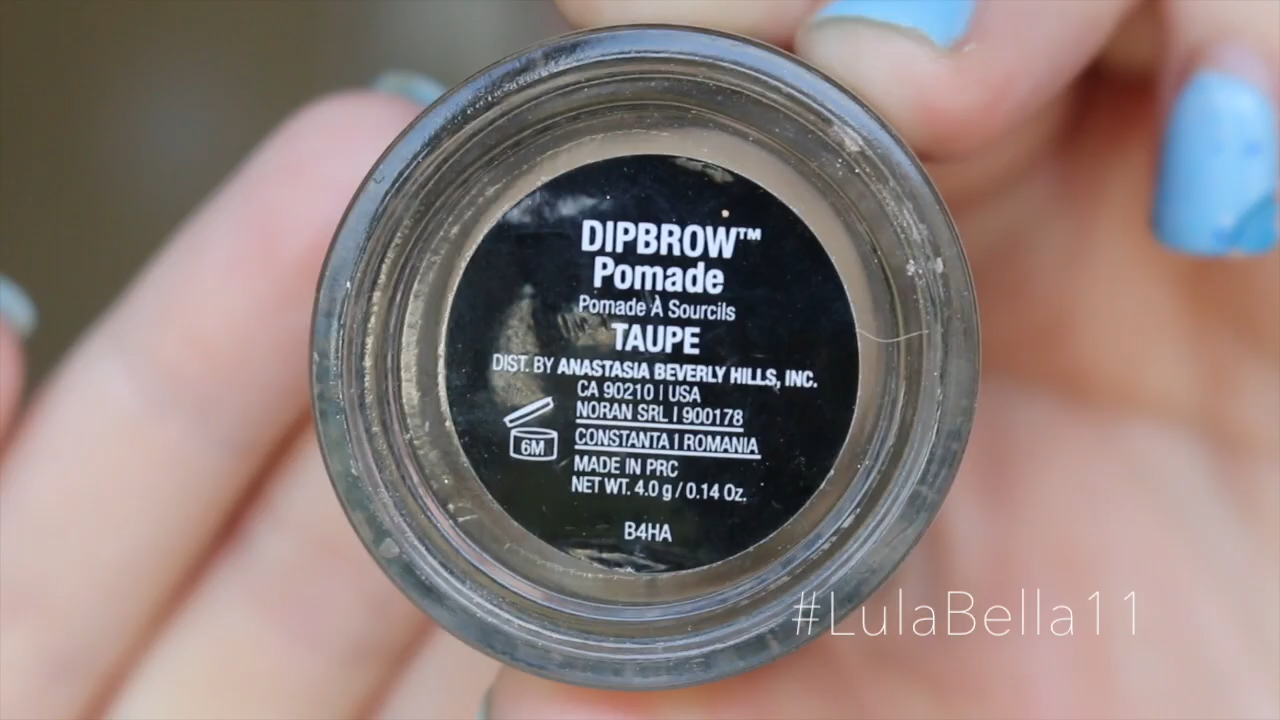 DIPBROW™
Pomade
Pomade À Sourcils
TAUPE
DIST. BY ANASTASIA BEVERLY HILLS, INC.
CA 90210 | USA
NORAN SRL | 900178
CONSTANTA | ROMANIA
6M
MADE IN PRC
NET WT. 4.0 g / 0.14 Oz.
B4HA
#LulaBella11